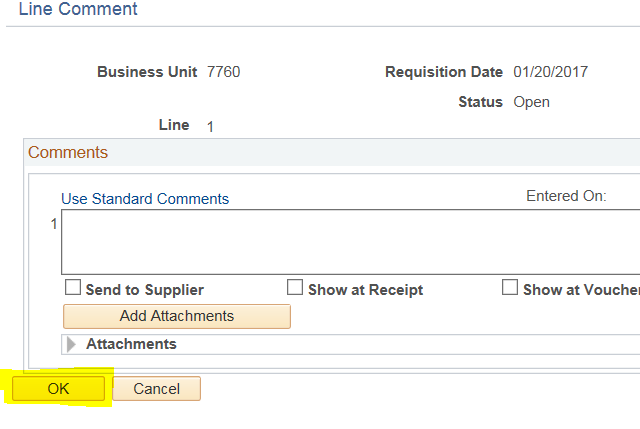 Line Comment
Business Unit 7760 Requisition Date 01/20/2017
Status Open
Line 1
Comments
Use Standard Comments Entered On:
1
Send to Supplier Show at Receipt Show at
Add Attachments
Attachments
OK Cancel